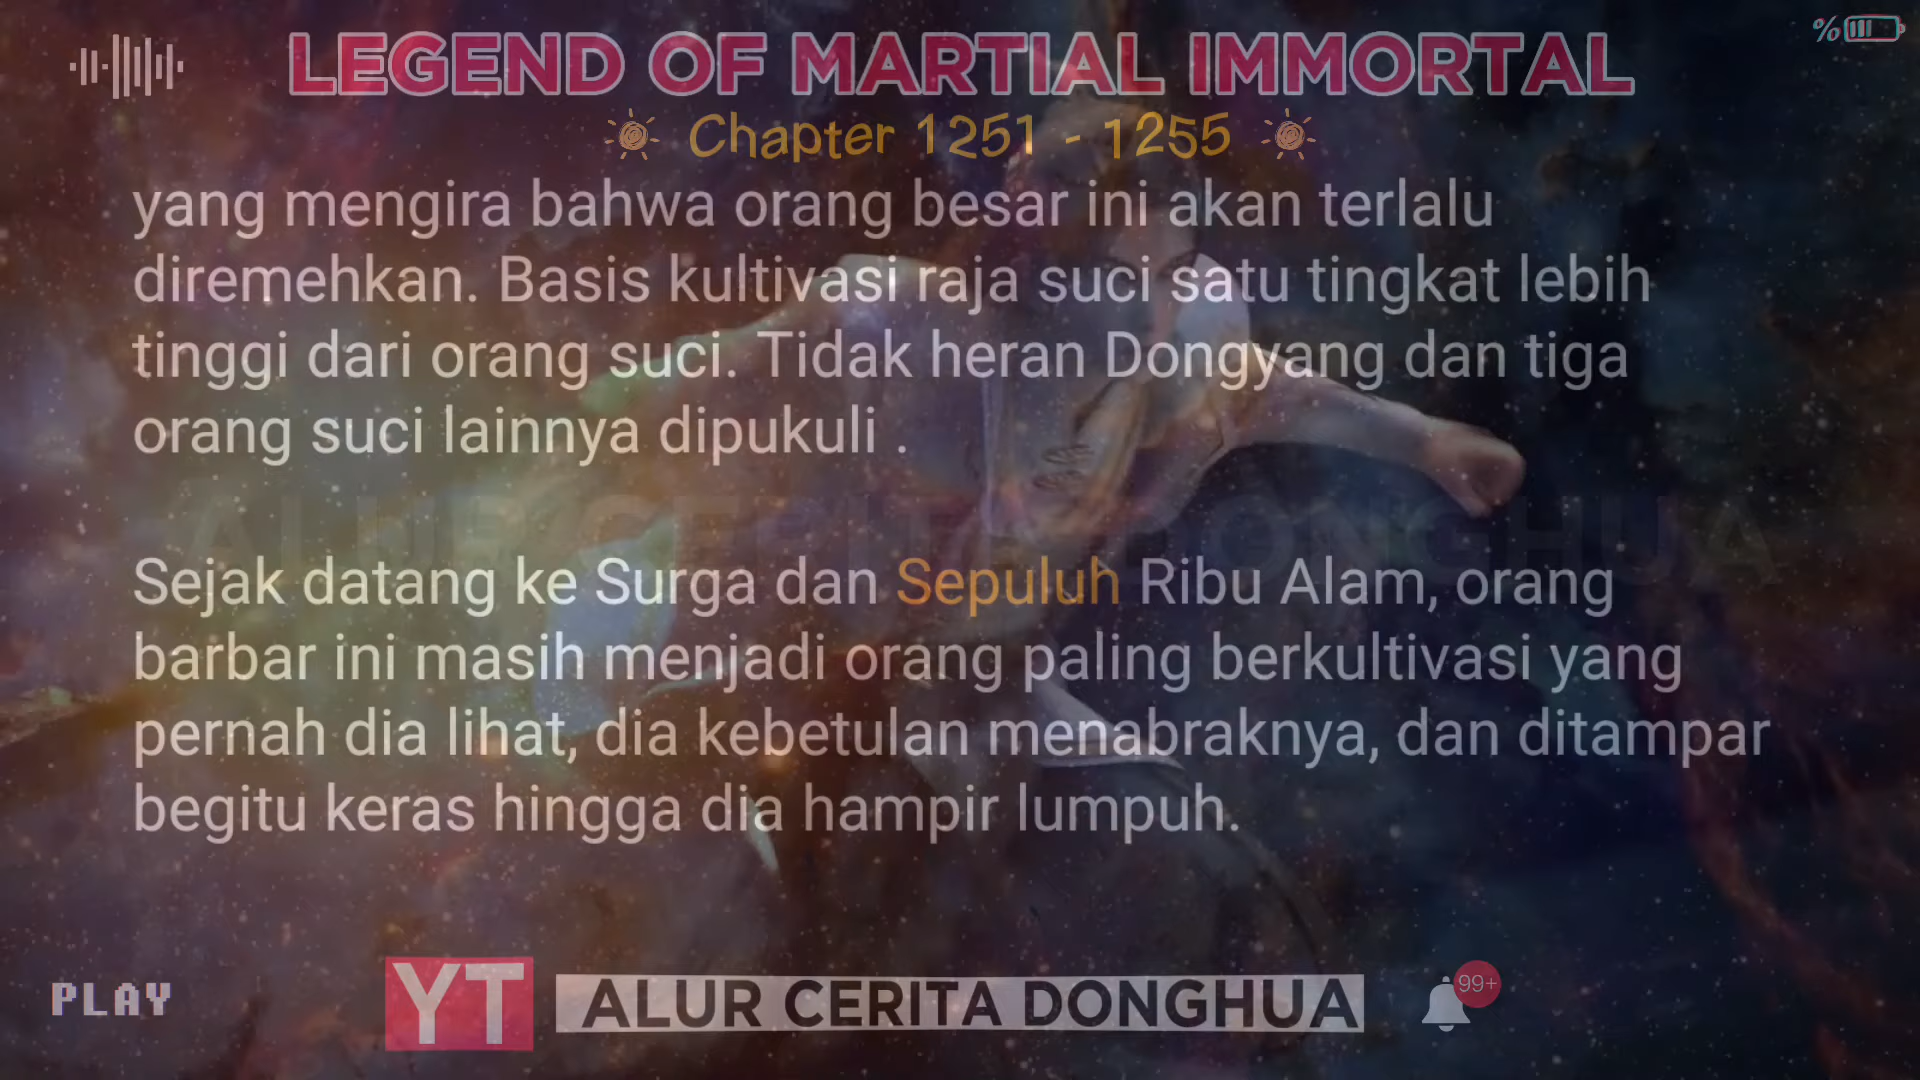 %
LEGEND OF MARTIAL IMMORTAL
Chapter 1251 - 1255
yang mengira bahwa orang besar ini akan terlalu
diremehkan. Basis kultivasi raja suci satu tingkat lebih
tinggi dari orang suci. Tidak heran Dongyang dan tiga
orang suci lainnya dipukuli .
ALUR CERITA DONGHUA
Sejak datang ke Surga dan Sepuluh Ribu Alam, orang
barbar ini masih menjadi orang paling berkultivasi yang
pernah dia lihat, dia kebetulan menabraknya, dan ditampar
begitu keras hingga dia hampir lumpuh.
PLAY
YT
ALUR CERITA DONGHUA
99+